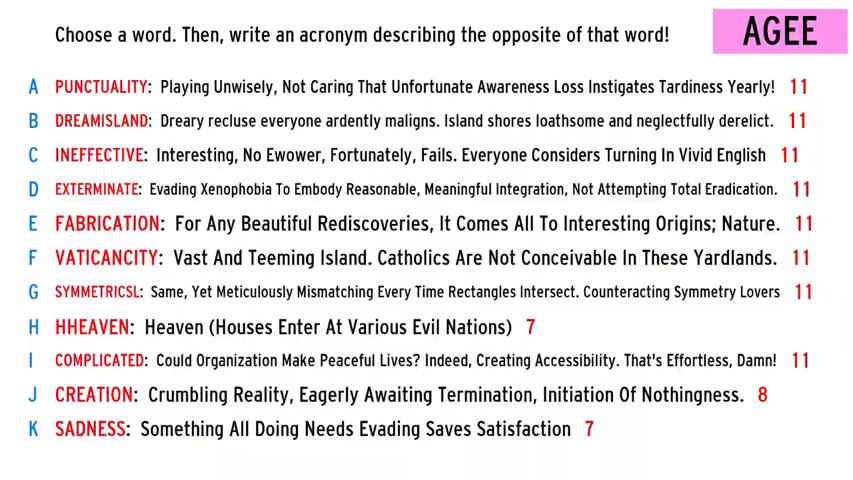 Choose a word. Then, write an acronym describing the opposite of that word!
AGEE
A PUNCTUALITY: Playing Unwisely, Not Caring That Unfortunate Awareness Loss Instigates Tardiness Yearly! 11
B DREAMISLAND: Dreary recluse everyone ardently maligns. Island shores loathsome and neglectfully derelict. 11
C INEFFECTIVE: Interesting, No Ewower, Fortunately, Fails. Everyone Considers Turning In Vivid English 11
D EXTERMINATE: Evading Xenophobia To Embody Reasonable, Meaningful Integration, Not Attempting Total Eradication. 11
E FABRICATION: For Any Beautiful Rediscoveries, It Comes All To Interesting Origins; Nature. 11
F VATICANCITY: Vast And Teeming Island. Catholics Are Not Conceivable In These Yardlands. 11
G SYMMETRICSL: Same, Yet Meticulously Mismatching Every Time Rectangles Intersect. Counteracting Symmetry Lovers 11
H HHEAVEN: Heaven (Houses Enter At Various Evil Nations) 7
I COMPLICATED: Could Organization Make Peaceful Lives? Indeed, Creating Accessibility. That's Effortless, Damn! 11
J CREATION: Crumbling Reality, Eagerly Awaiting Termination, Initiation Of Nothingness. 8
K SADNESS: Something All Doing Needs Evading Saves Satisfaction 7